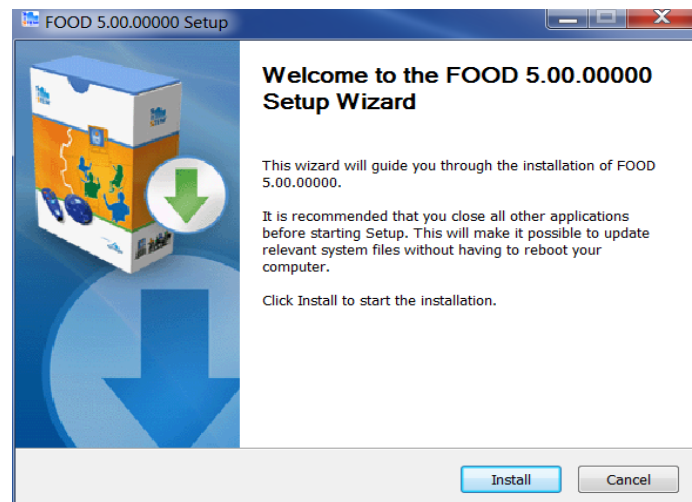 FOOD 5.00.00000 Setup
Welcome to the FOOD 5.00.00000
Setup Wizard
This wizard will guide you through the installation of FOOD
5.00.00000.
It is recommended that you close all other applications
before starting Setup. This will make it possible to update
relevant system files without having to reboot your
computer.
Click Install to start the installation.
Install
Cancel